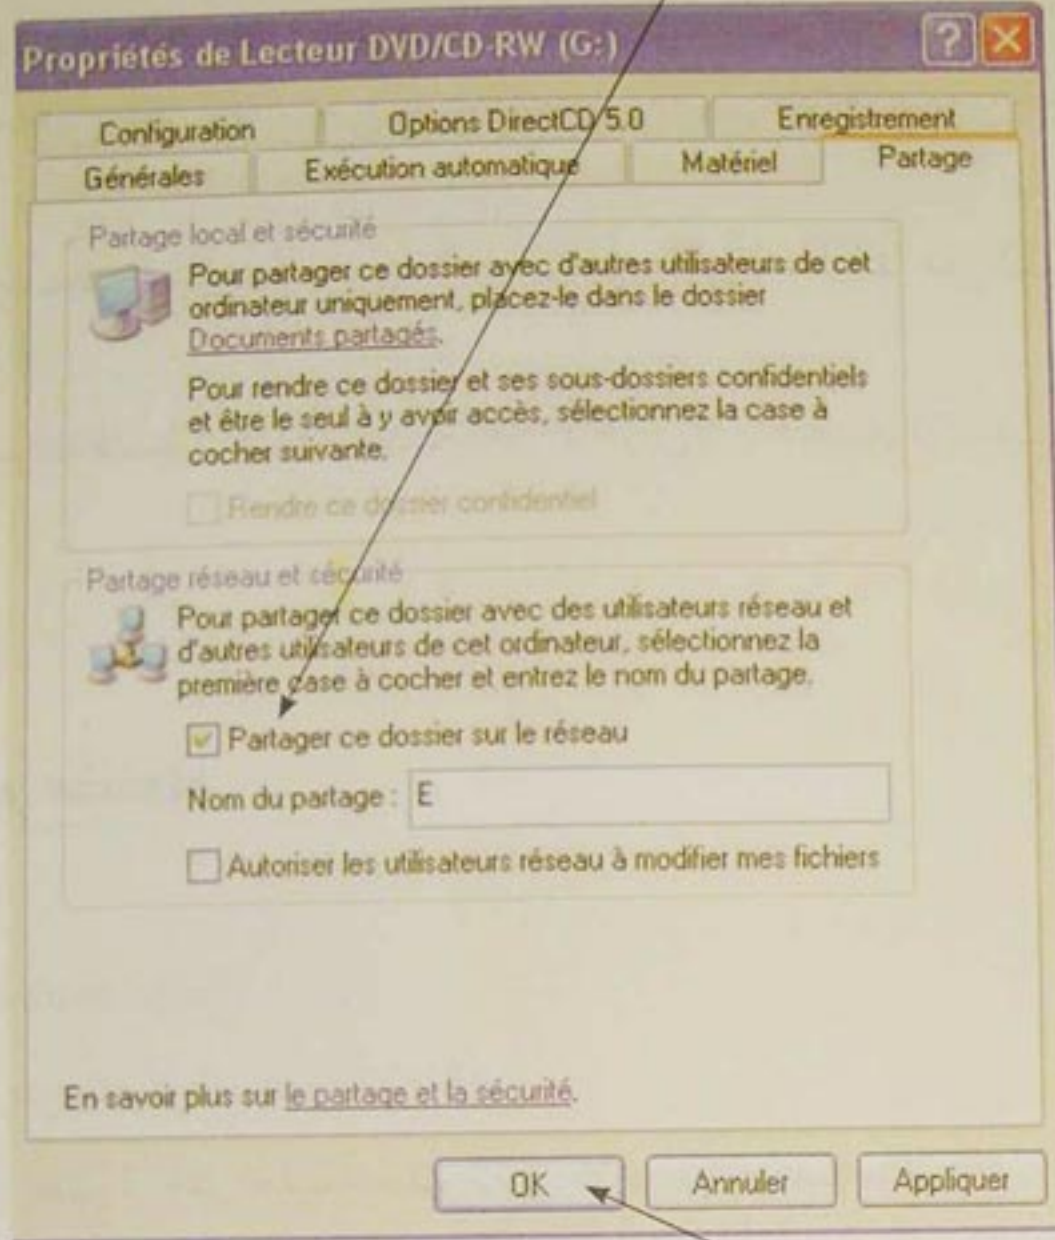 Propriétés de Lecteur DVD/CD-RW (G:)
Configuration Options DirectCD 5.0 Enregistrement
Générales Exécution automatique Matériel Partage
Partage local et sécurité
Pour partager ce dossier avec d'autres utilisateurs de cet
ordinateur uniquement, placez-le dans le dossier
Documents partagés.
Pour rendre ce dossier et ses sous-dossiers confidentiels
et être le seul à y avoir accès, sélectionnez la case à
cocher suivante.
Rendre ce dossier confidentiel
Partage réseau et sécurité
Pour partager ce dossier avec des utilisateurs réseau et
d'autres utilisateurs de cet ordinateur, sélectionnez la
première case à cocher et entrez le nom du partage.
Partager ce dossier sur le réseau
Nom du partage : E
Autoriser les utilisateurs réseau à modifier mes fichiers
En savoir plus sur le partage et la sécurité.
OK Annuler Appliquer